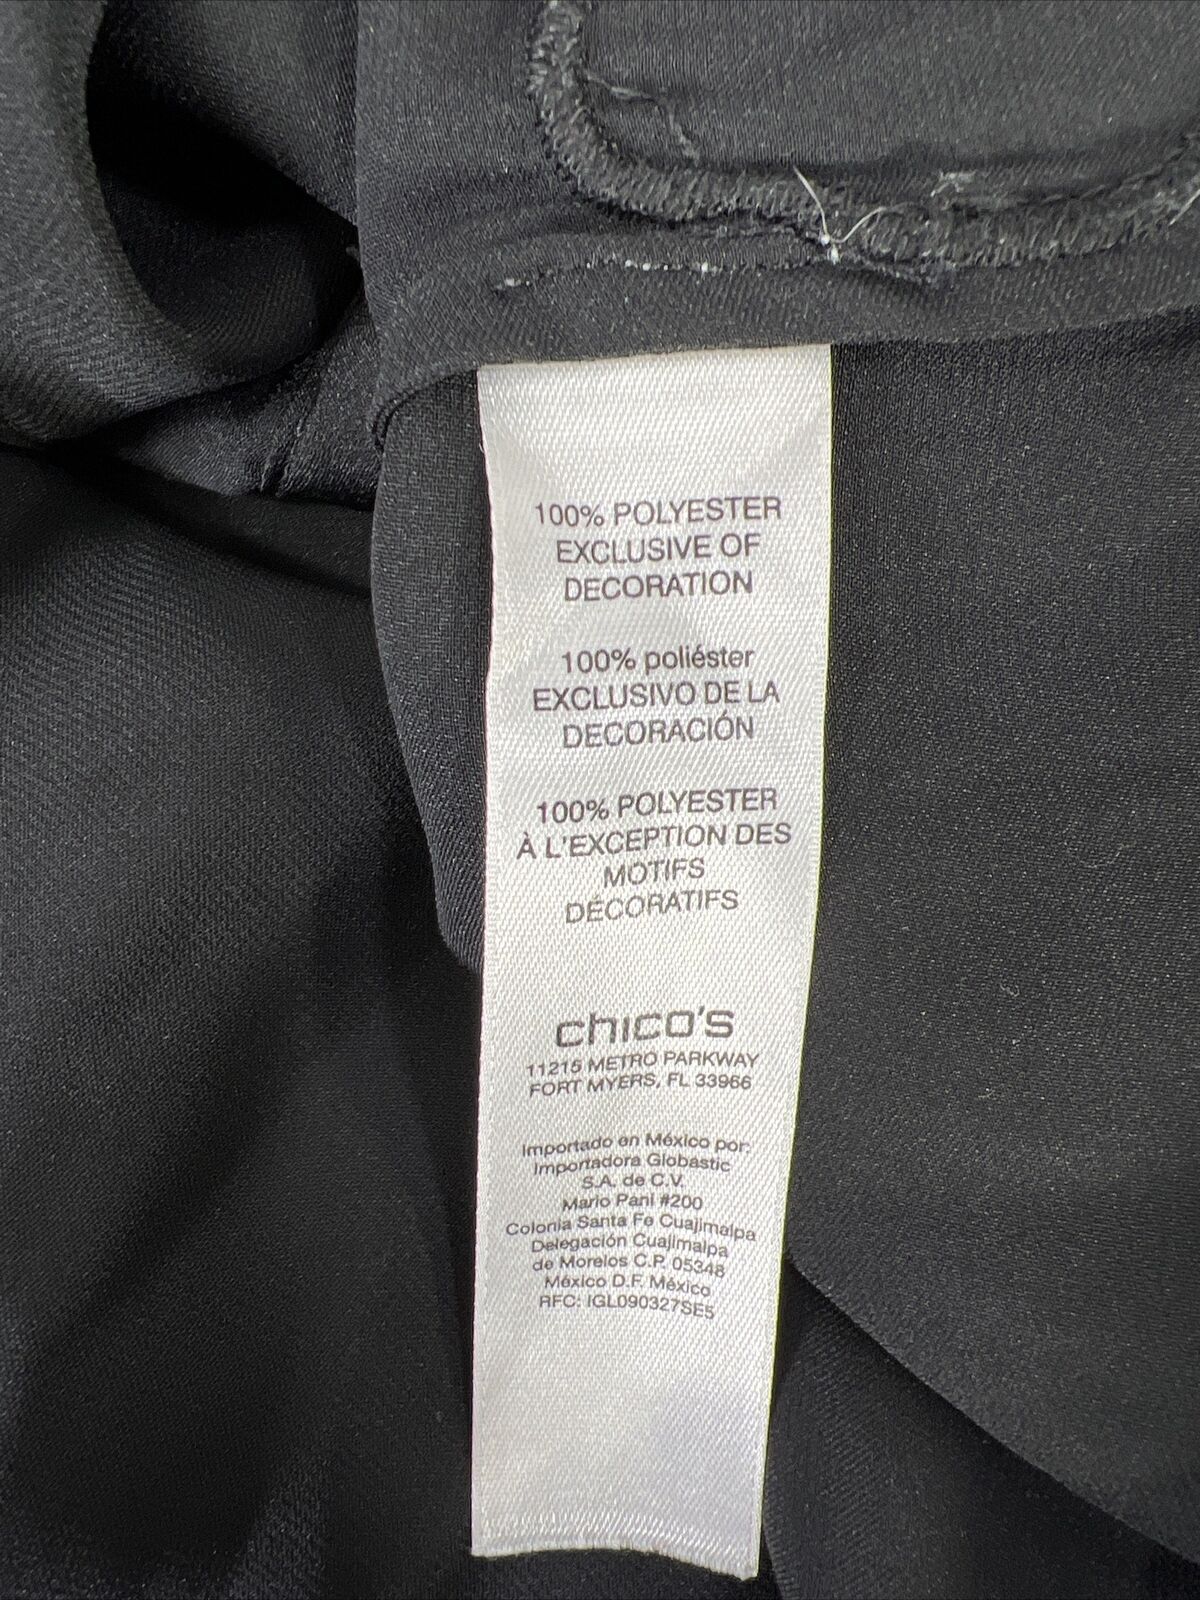 100% POLYESTER
EXCLUSIVE OF
DECORATION
100% poliéster
EXCLUSIVO DE LA
DECORACIÓN
100% POLYESTER
À L'EXCEPTION DES
MOTIFS
DÉCORATIFS
chico's
11215 METRO PARKWAY
FORT MYERS, FL 33966
Importado en México por:
Importadora Globastic
S.A. de C.V.
Mario Pani #200
Colonia Santa Fe Cuajimalpa
Delegación Cuajimalpa
de Morelos C.P. 05348
México D.F. México
RFC: IGL090327SE5